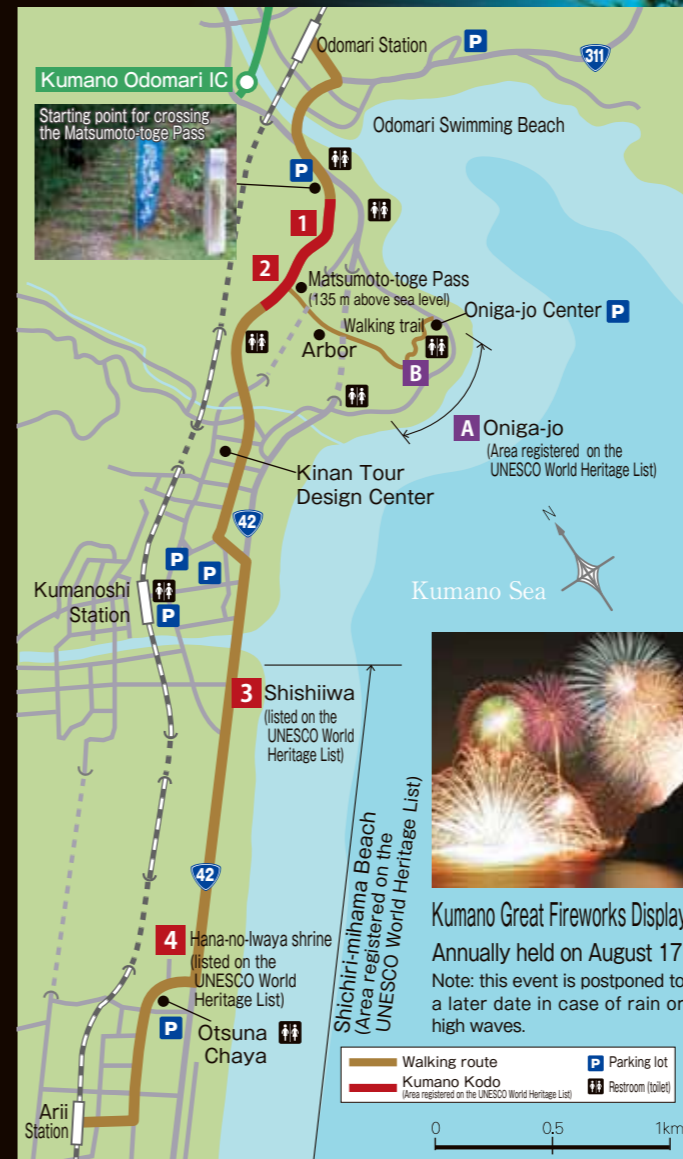 Odomari Station
P
311
Kumano Odomari IC
Starting point for crossing
the Matsumoto-toge Pass
Odomari Swimming Beach
P
1
2
Matsumoto-toge Pass
(135 m above sea level)
Walking trail
Oniga-jo Center P
Arbor
B
A Oniga-jo
(Area registered on the
UNESCO World Heritage List)
Kinan Tour
Design Center
42
N
P
P
Kumanoshi
Station
P
Kumano Sea
3 Shishiiwa
(listed on the
UNESCO World
Heritage List)
Shichiri-mihama Beach
(Area registered on the
UNESCO World Heritage List)
42
4 Hana-no-Iwaya shrine
(listed on the
UNESCO World
Heritage List)
P
Otsuna
Chaya
Arii
Station
Kumano Great Fireworks Display
Annually held on August 17
Note: this event is postponed to
a later date in case of rain or
high waves.
Walking route
P Parking lot
Kumano Kodo
(Area registered on the UNESCO World Heritage List)
Restroom (toilet)
0 0.5 1km